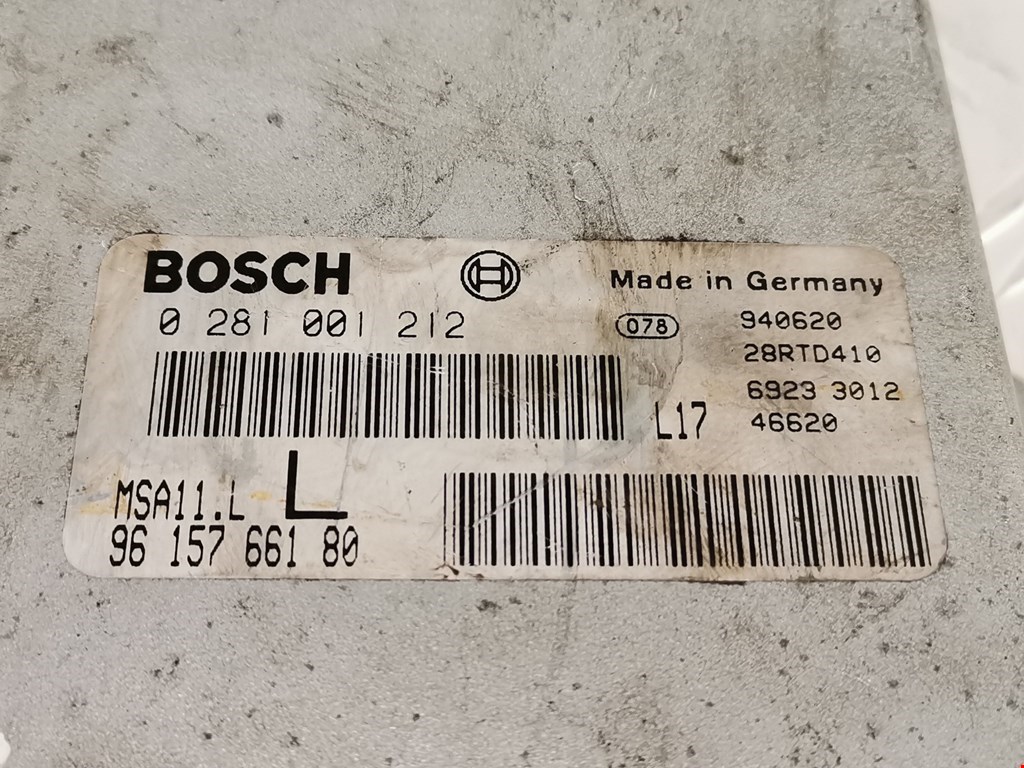 BOSCH Made in Germany
0 281 001 212 078 940620
28RTD410
6923 3012
L17 46620
MSA11.L L
96 157 661 80